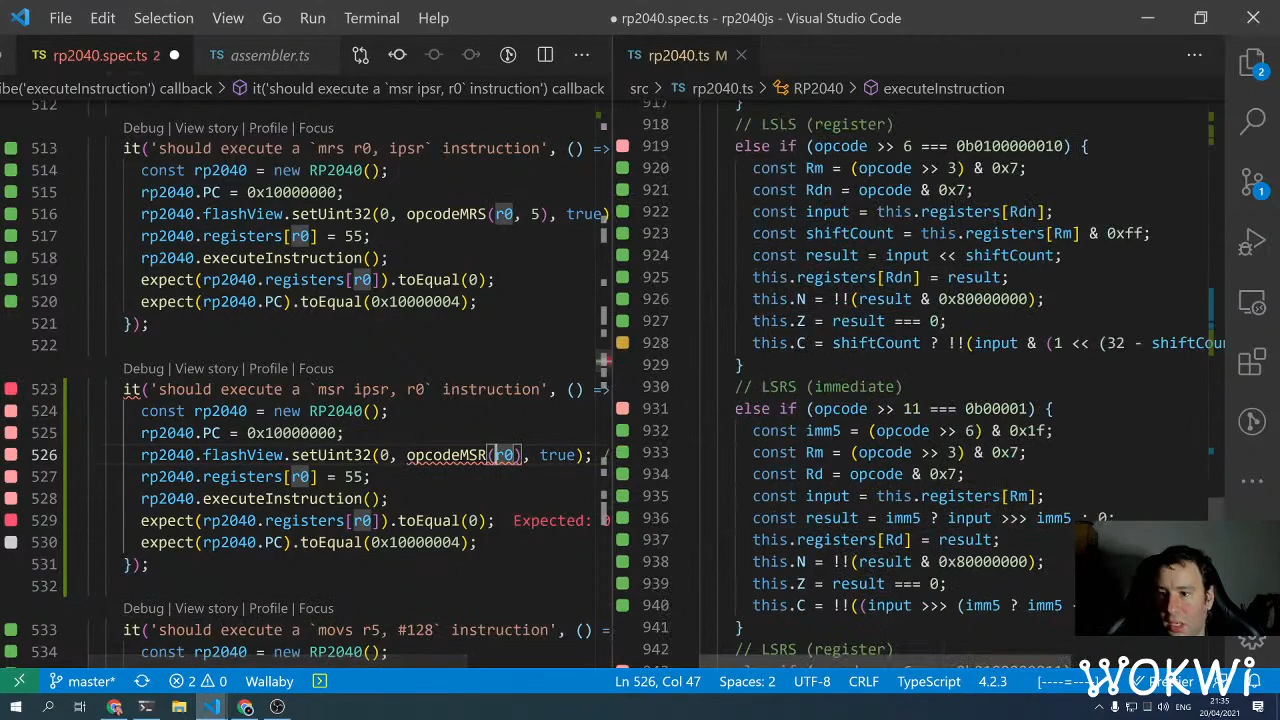 File Edit Selection View Go Run Terminal Help
● rp2040.spec.ts - rp2040js - Visual Studio Code
TS rp2040.spec.ts 2 ●
TS assembler.ts
TS rp2040.ts M
ibe('executeInstruction') callback > it('should execute a `msr ipsr, r0` instruction') callback
src > TS rp2040.ts > RP2040 > executeInstruction
512
Debug | View story | Profile | Focus
513 it('should execute a `mrs r0, ipsr` instruction', () =>
514 const rp2040 = new RP2040();
515 rp2040.PC = 0x10000000;
516 rp2040.flashView.setUint32(0, opcodeMRS(r0, 5), true)
517 rp2040.registers[r0] = 55;
518 rp2040.executeInstruction();
519 expect(rp2040.registers[r0]).toEqual(0);
520 expect(rp2040.PC).toEqual(0x10000004);
521 });
522
Debug | View story | Profile | Focus
523 it('should execute a `msr ipsr, r0` instruction', () =>
524 const rp2040 = new RP2040();
525 rp2040.PC = 0x10000000;
526 rp2040.flashView.setUint32(0, opcodeMSR(r0), true); /
527 rp2040.registers[r0] = 55;
528 rp2040.executeInstruction();
529 expect(rp2040.registers[r0]).toEqual(0); Expected: 0
530 expect(rp2040.PC).toEqual(0x10000004);
531 });
532
Debug | View story | Profile | Focus
533 it('should execute a `movs r5, #128` instruction', () =
534 const rp2040 = new RP2040();
917 }
918 // LSLS (register)
919 else if (opcode >> 6 === 0b0100000010) {
920 const Rm = (opcode >> 3) & 0x7;
921 const Rdn = opcode & 0x7;
922 const input = this.registers[Rdn];
923 const shiftCount = this.registers[Rm] & 0xff;
924 const result = input << shiftCount;
925 this.registers[Rdn] = result;
926 this.N = !!(result & 0x80000000);
927 this.Z = result === 0;
928 this.C = shiftCount ? !!(input & (1 << (32 - shiftCour
929 }
930 // LSRS (immediate)
931 else if (opcode >> 11 === 0b00001) {
932 const imm5 = (opcode >> 6) & 0x1f;
933 const Rm = (opcode >> 3) & 0x7;
934 const Rd = opcode & 0x7;
935 const input = this.registers[Rm];
936 const result = imm5 ? input >>> imm5 : 0;
937 this.registers[Rd] = result;
938 this.N = !!(result & 0x80000000);
939 this.Z = result === 0;
940 this.C = !!((input >>> (imm5 ? imm5 -
941 }
942 // LSRS (register)
2
1
WOKWi
master* 2 0 Wallaby
Ln 526, Col 47 Spaces: 2 UTF-8 CRLF TypeScript 4.2.3 [----=----] Prettier
21:35
20/04/2021